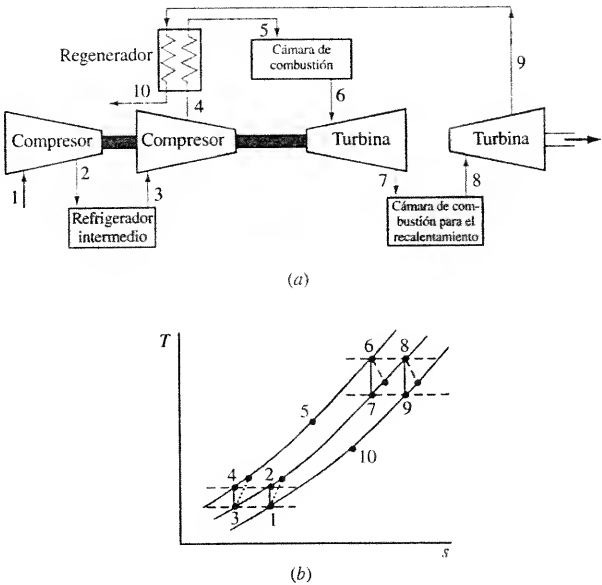 Regenerador
5
Cámara de
combustión
9
10
4
6
Compresor
Compresor
Turbina
Turbina
1
2
3
7
8
Refrigerador
intermedio
Cámara de com-
bustión para el
recalentamiento
(a)
T
6
8
5
7
9
4
2
10
3
1
s
(b)